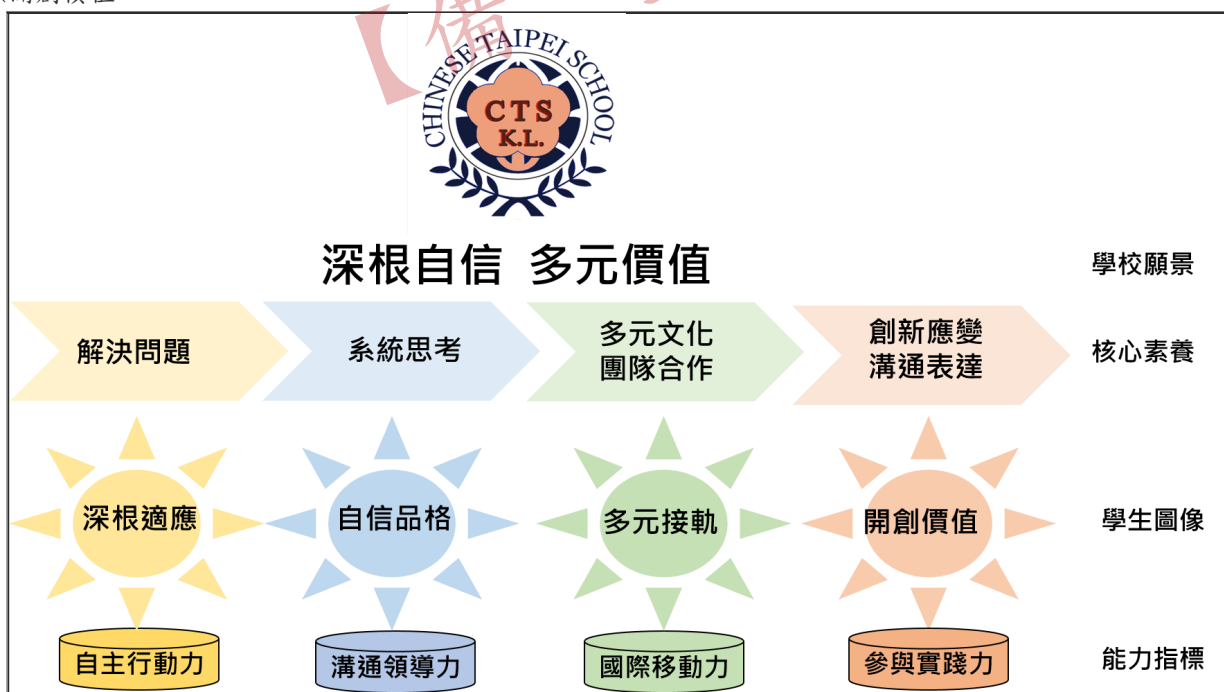 【備
CHINESE TAIPEI SCHOOL
CTS
K.L.
深根自信 多元價值
學校願景
解決問題
系統思考
多元文化
團隊合作
創新應變
溝通表達
核心素養
深根適應
自信品格
多元接軌
開創價值
學生圖像
自主行動力
溝通領導力
國際移動力
參與實踐力
能力指標